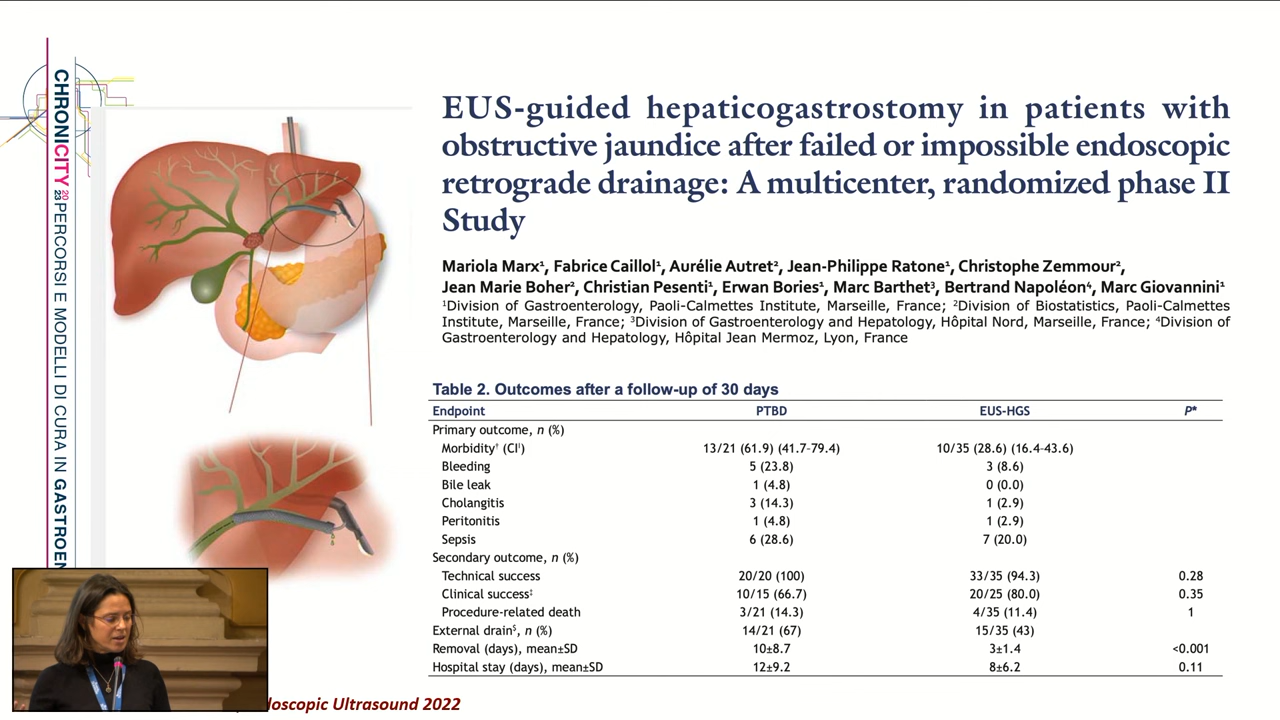 CHRONICITY 2023 PERCORSI E MODELLI DI CURA IN GASTROEN
EUS-guided hepaticogastrostomy in patients with
obstructive jaundice after failed or impossible endoscopic
retrograde drainage: A multicenter, randomized phase II
Study
Mariola Marx¹, Fabrice Caillol¹, Aurélie Autret², Jean-Philippe Ratone¹, Christophe Zemmour²,
Jean Marie Boher², Christian Pesenti¹, Erwan Bories¹, Marc Barthet³, Bertrand Napoléon⁴, Marc Giovannini¹
¹Division of Gastroenterology, Paoli-Calmettes Institute, Marseille, France; ²Division of Biostatistics, Paoli-Calmettes
Institute, Marseille, France; ³Division of Gastroenterology and Hepatology, Hôpital Nord, Marseille, France; ⁴Division of
Gastroenterology and Hepatology, Hôpital Jean Mermoz, Lyon, France
Table 2. Outcomes after a follow-up of 30 days
Endpoint PTBD EUS-HGS P*
Primary outcome, n (%)
Morbidity† (CI¦) 13/21 (61.9) (41.7-79.4) 10/35 (28.6) (16.4-43.6)
Bleeding 5 (23.8) 3 (8.6)
Bile leak 1 (4.8) 0 (0.0)
Cholangitis 3 (14.3) 1 (2.9)
Peritonitis 1 (4.8) 1 (2.9)
Sepsis 6 (28.6) 7 (20.0)
Secondary outcome, n (%)
Technical success 20/20 (100) 33/35 (94.3) 0.28
Clinical success‡ 10/15 (66.7) 20/25 (80.0) 0.35
Procedure-related death 3/21 (14.3) 4/35 (11.4) 1
External drain§, n (%) 14/21 (67) 15/35 (43)
Removal (days), mean±SD 10±8.7 3±1.4 <0.001
Hospital stay (days), mean±SD 12±9.2 8±6.2 0.11
loscopic Ultrasound 2022